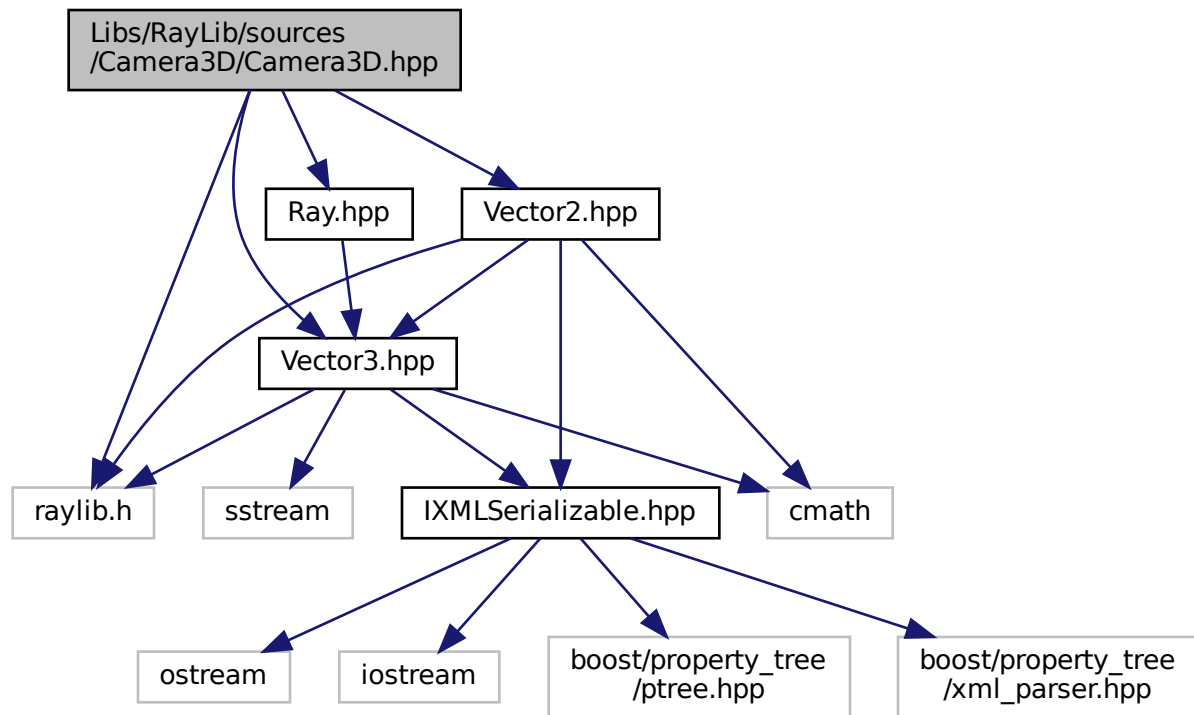 Libs/RayLib/sources
/Camera3D/Camera3D.hpp
Ray.hpp
Vector2.hpp
Vector3.hpp
raylib.h
sstream
IXMLSerializable.hpp
cmath
ostream
iostream
boost/property_tree
/ptree.hpp
boost/property_tree
/xml_parser.hpp